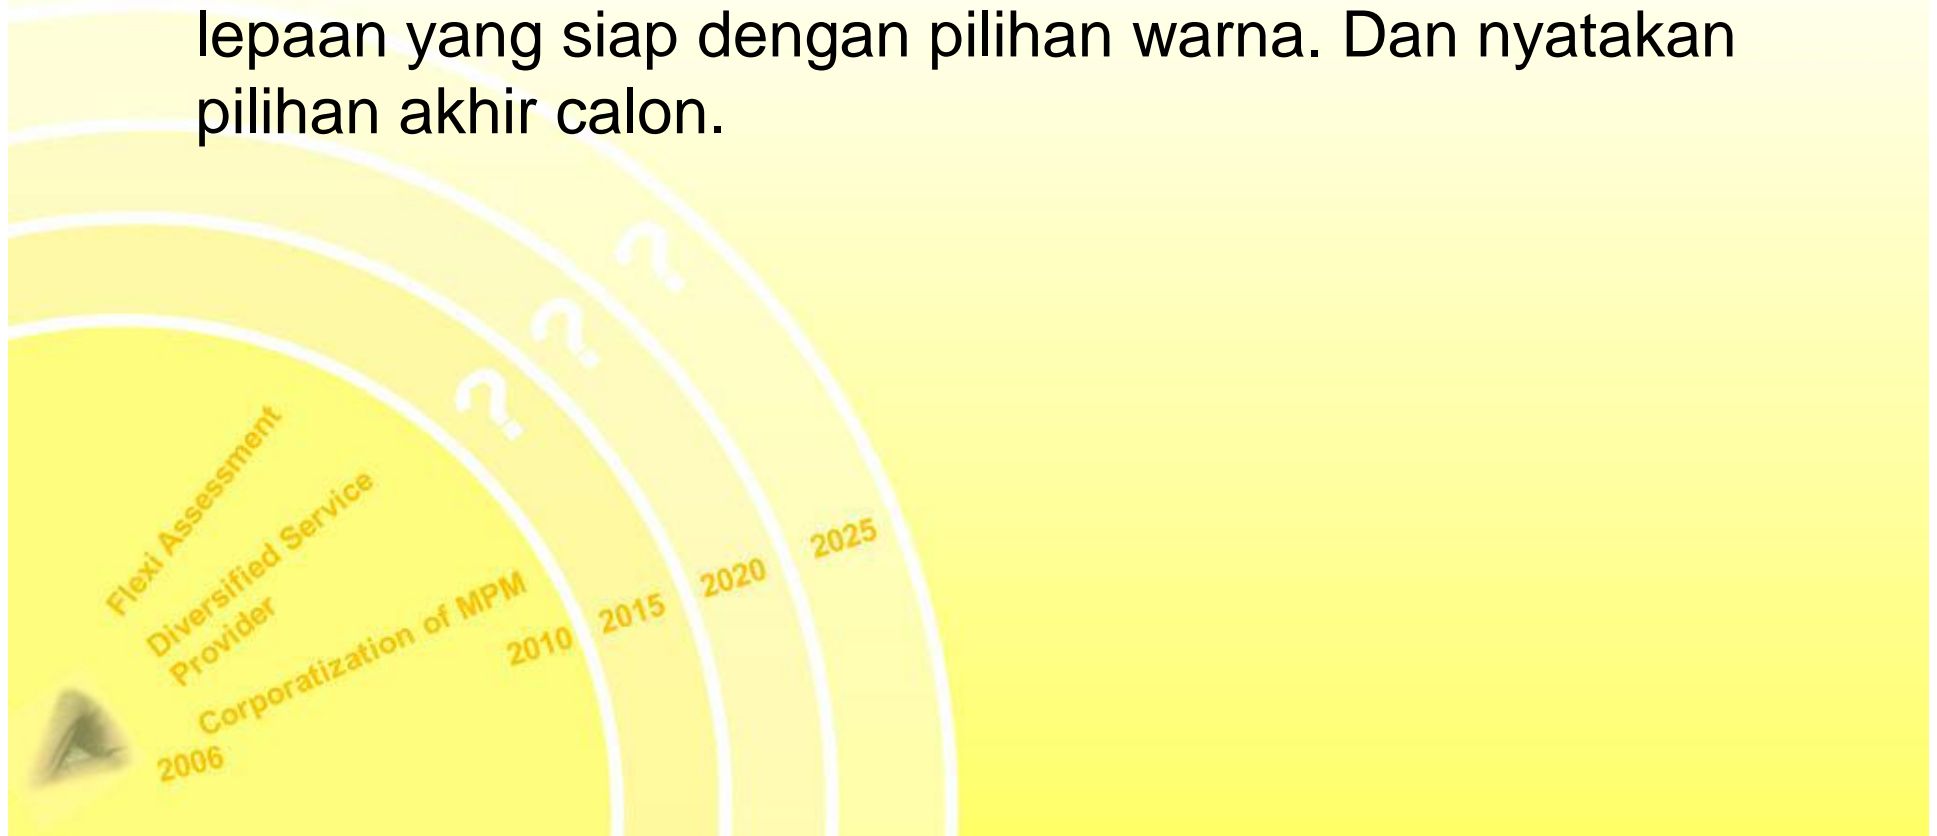 lepaan yang siap dengan pilihan warna. Dan nyatakan
pilihan akhir calon.
?
?
?
Flexi Assessment
Diversified Service
Provider
Corporatization of MPM
2006
2010
2015
2020
2025